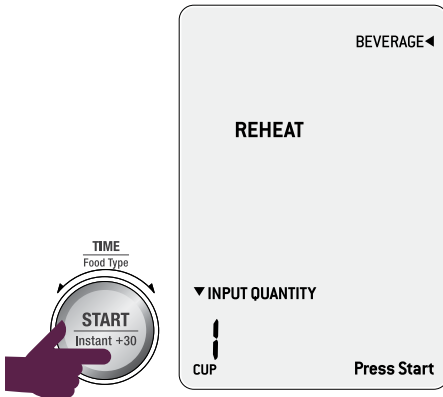 BEVERAGE◀
REHEAT
TIME
Food Type
START
Instant +30
▼INPUT QUANTITY
1
CUP
Press Start